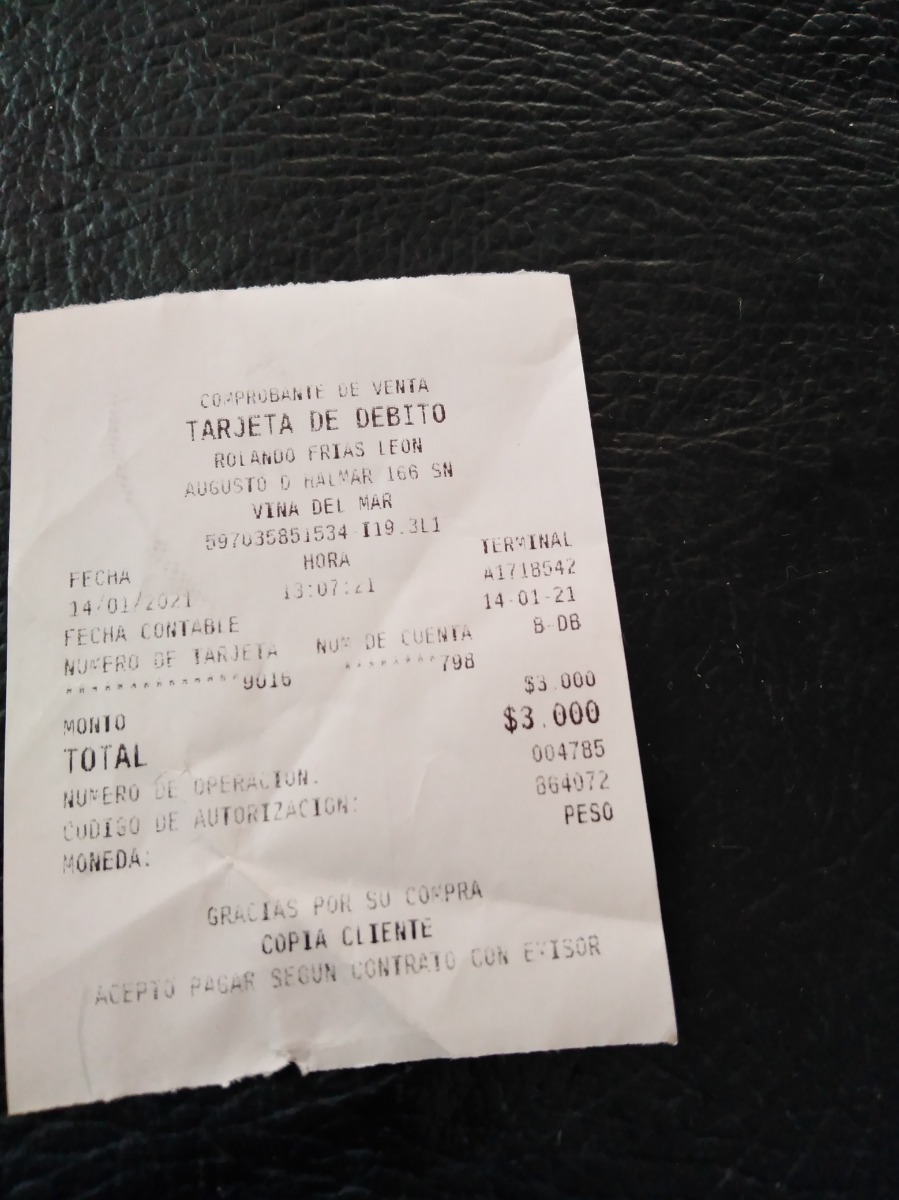 COMPROBANTE DE VENTA
TARJETA DE DEBITO
ROLANDO FRIAS LEON
AUGUSTO D HALMAR 166 SN
VINA DEL MAR
597035851534-I19.3L1
FECHA HORA TERMINAL
14/01/2021 13:07:21 A1718542
FECHA CONTABLE 14-01-21
NUMERO DE TARJETA NUM DE CUENTA B-DB
***************9016 ********798
MONTO $3.000
TOTAL $3.000
NUMERO DE OPERACION. 004785
CODIGO DE AUTORIZACION: 864072
MONEDA: PESO
GRACIAS POR SU COMPRA
COPIA CLIENTE
ACEPTO PAGAR SEGUN CONTRATO CON EMISOR